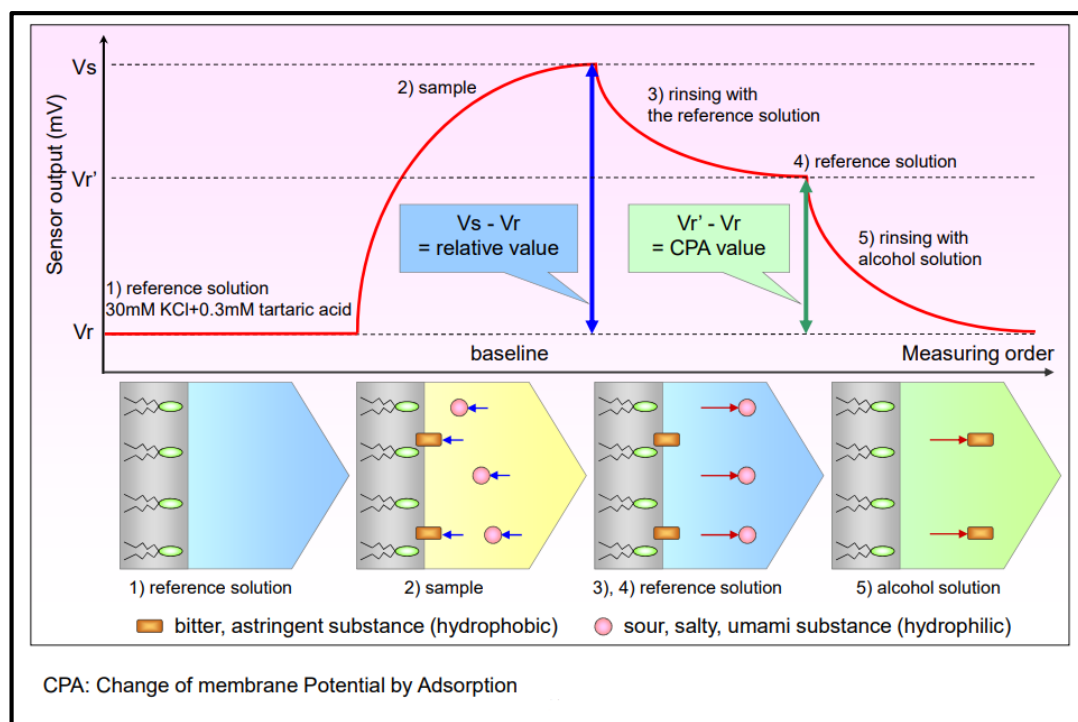 Sensor output (mV)
Vs
Vr'
Vr
2) sample
3) rinsing with
the reference solution
4) reference solution
Vs - Vr
= relative value
Vr' - Vr
= CPA value
5) rinsing with
alcohol solution
1) reference solution
30mM KCl+0.3mM tartaric acid
baseline
Measuring order
1) reference solution
2) sample
3), 4) reference solution
5) alcohol solution
bitter, astringent substance (hydrophobic)
sour, salty, umami substance (hydrophilic)
CPA: Change of membrane Potential by Adsorption